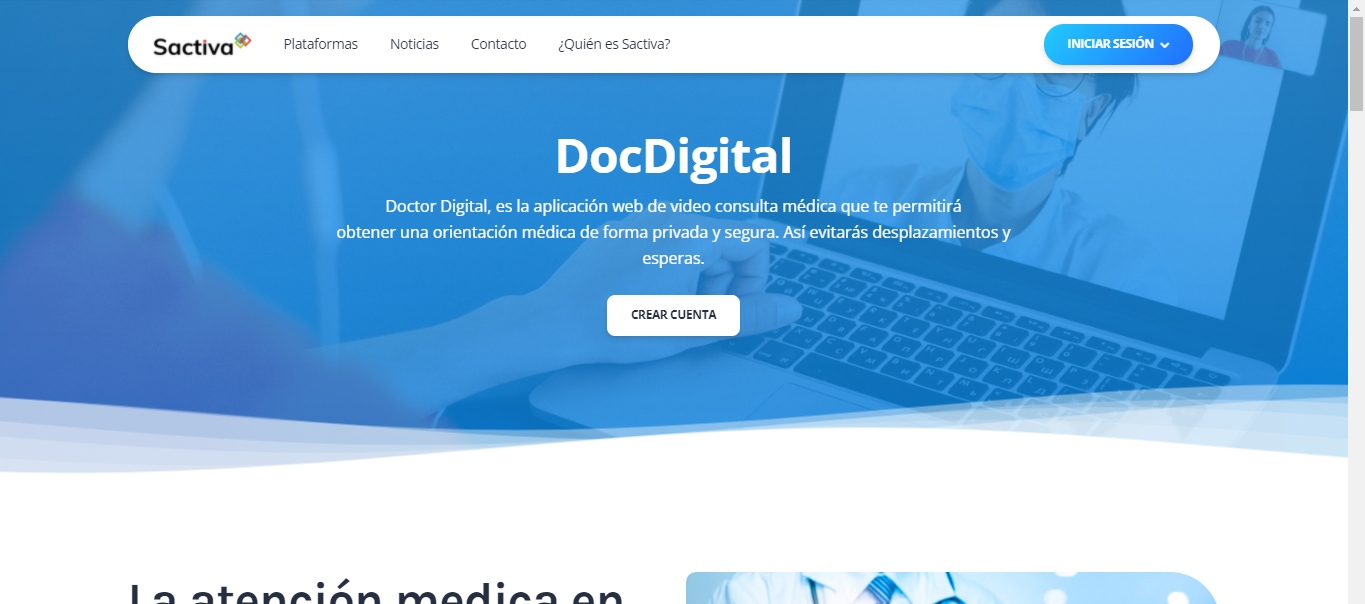 Sactiva
Plataformas
Noticias
Contacto
¿Quién es Sactiva?
INICIAR SESIÓN
DocDigital
Doctor Digital, es la aplicación web de video consulta médica que te permitirá
obtener una orientación médica de forma privada y segura. Así evitarás desplazamientos y
esperas.
CREAR CUENTA
La atención medica en